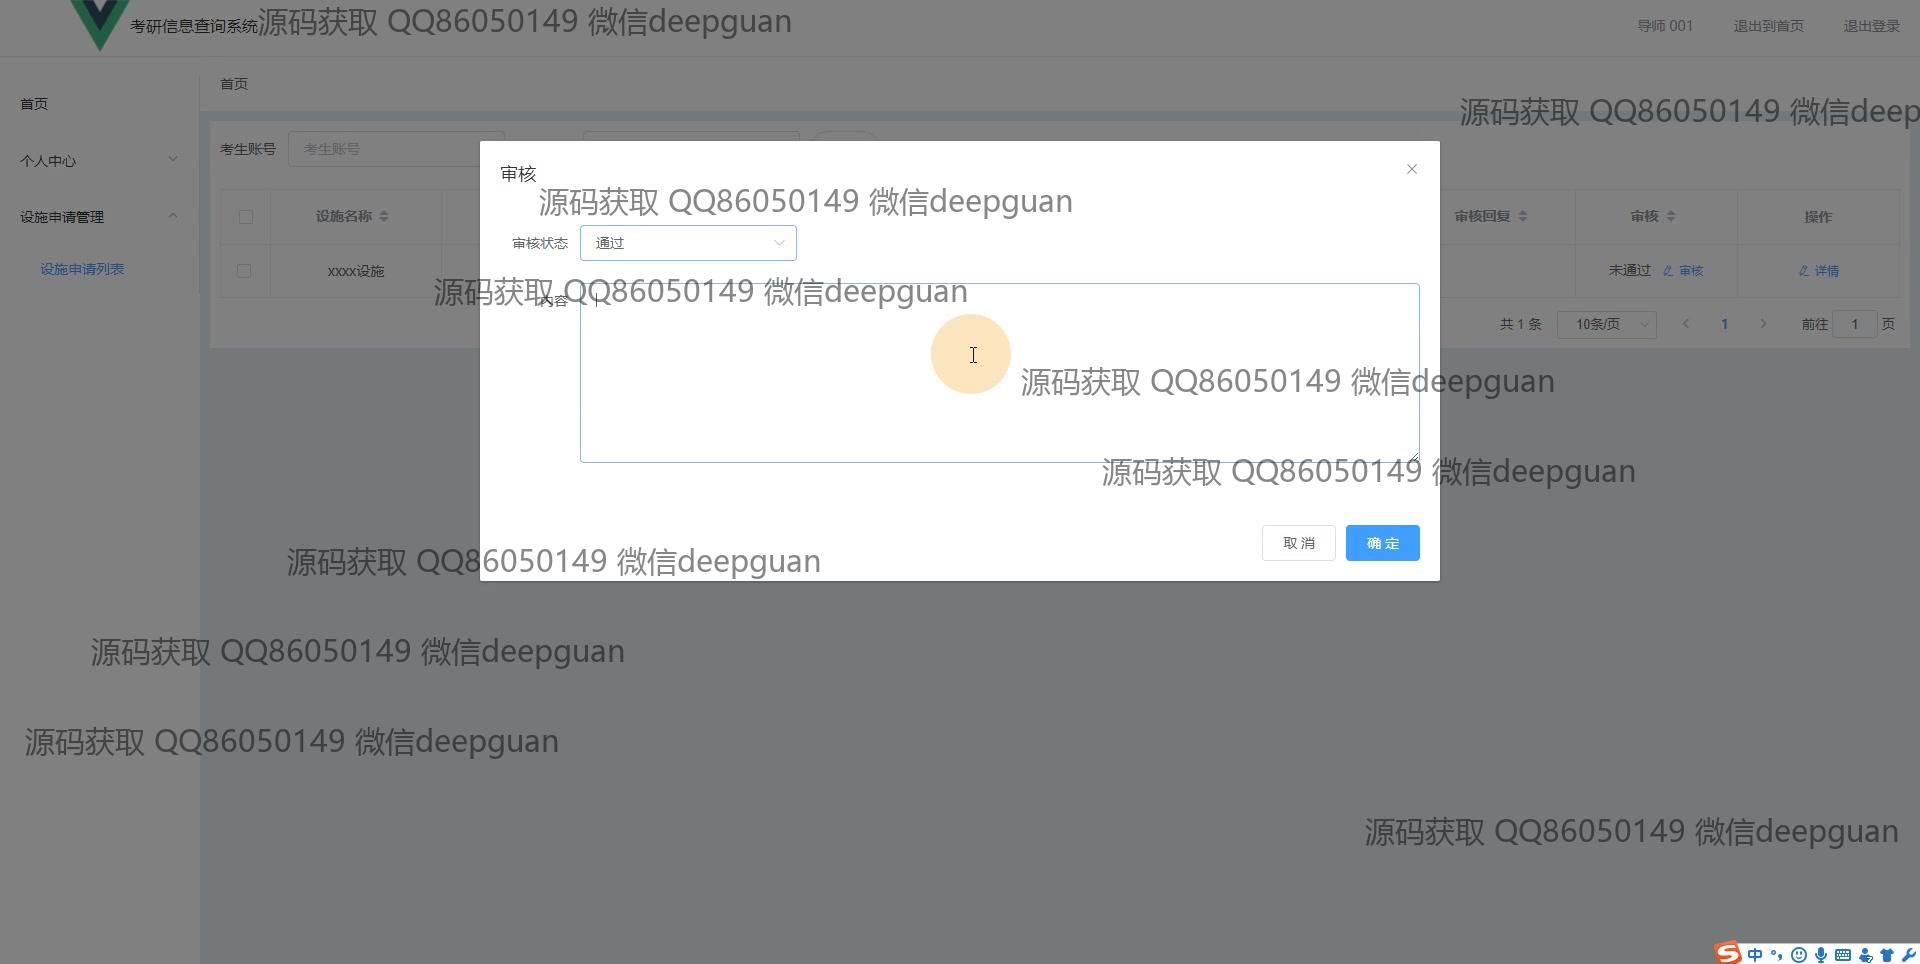 考研信息查询系统
源码获取 QQ86050149 微信deepguan
导师 001
退出到首页
退出登录
首页
首页
源码获取 QQ86050149 微信deep
个人中心
考生账号
考生账号
审核
源码获取 QQ86050149 微信deepguan
设施申请管理
设施名称
审核回复
审核
操作
审核状态
通过
设施申请列表
xxxx设施
未通过
审核
详情
源码获取 QQ86050149 微信deepguan
内容
共 1 条
10条/页
1
前往
1
页
源码获取 QQ86050149 微信deepguan
源码获取 QQ86050149 微信deepguan
取 消
确 定
源码获取 QQ86050149 微信deepguan
源码获取 QQ86050149 微信deepguan
源码获取 QQ86050149 微信deepguan
源码获取 QQ86050149 微信deepguan
中